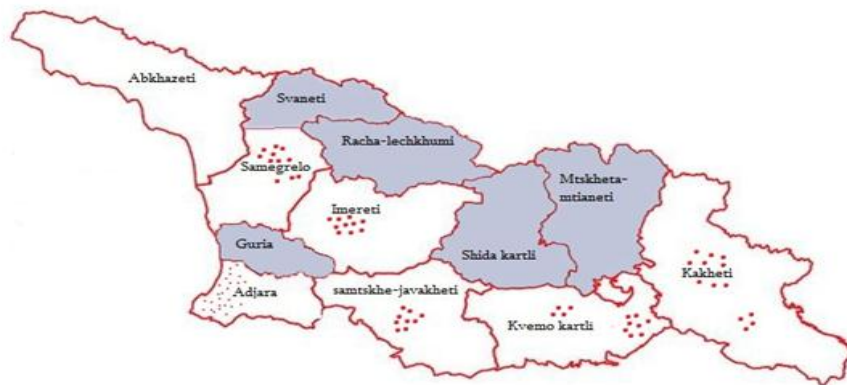 Abkhazeti
Svaneti
Racha-lechkhumi
Samegrelo
Mtskheta-
mtianeti
Imereti
Guria
Shida kartli
Kakheti
Adjara
samtskhe-javakheti
Kvemo kartli